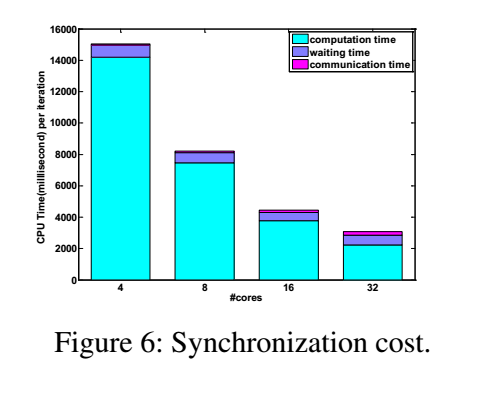 16000
14000
12000
10000
8000
6000
4000
2000
0
CPU Time(milllisecond) per iteration
computation time
waiting time
communication time
4 8 16 32
#cores
Figure 6: Synchronization cost.